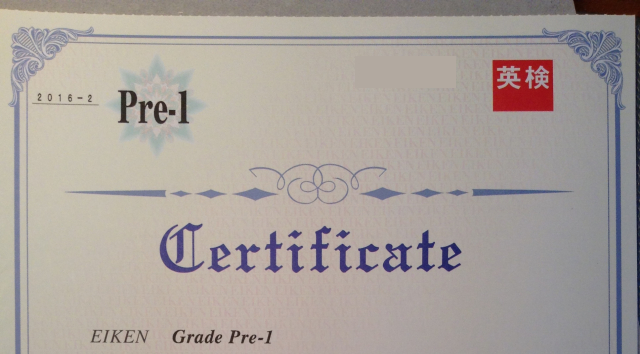 英検
2016-2
Pre-1
Certificate
EIKEN Grade Pre-1